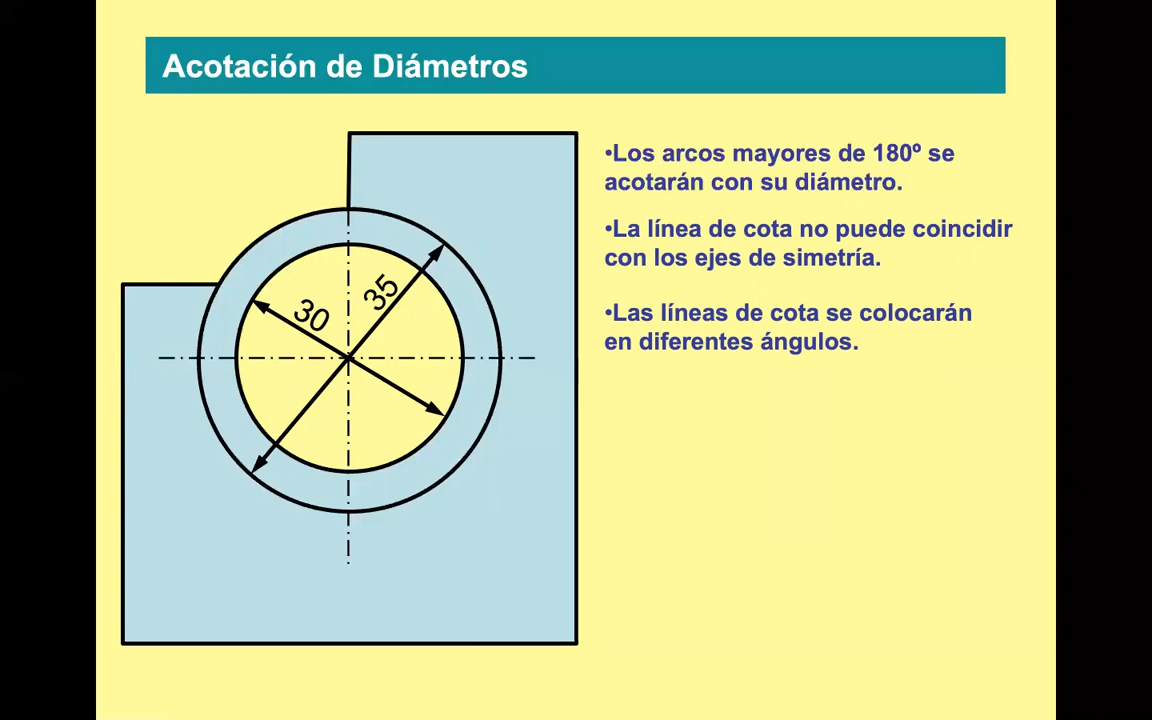 Acotación de Diámetros
•Los arcos mayores de 180º se
acotarán con su diámetro.
•La línea de cota no puede coincidir
con los ejes de simetría.
•Las líneas de cota se colocarán
en diferentes ángulos.
30
35